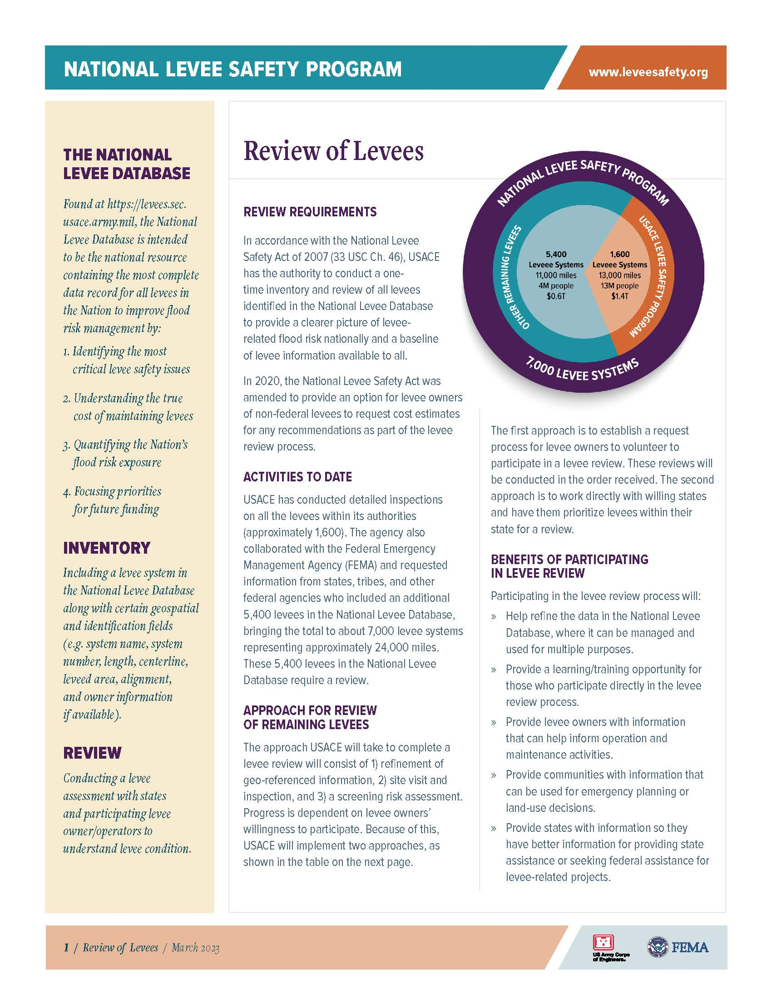 NATIONAL LEVEE SAFETY PROGRAM
www.leveesafety.org
THE NATIONAL
LEVEE DATABASE
Found at https://levees.sec.
usace.army.mil, the National
Levee Database is intended
to be the national resource
containing the most complete
data record for all levees in
the Nation to improve flood
risk management by:
1. Identifying the most
critical levee safety issues
2. Understanding the true
cost of maintaining levees
3. Quantifying the Nation's
flood risk exposure
4. Focusing priorities
for future funding
INVENTORY
Including a levee system in
the National Levee Database
along with certain geospatial
and identification fields
(e.g. system name, system
number, length, centerline,
leveed area, alignment,
and owner information
if available).
REVIEW
Conducting a levee
assessment with states
and participating levee
owner/operators to
understand levee condition.
Review of Levees
REVIEW REQUIREMENTS
In accordance with the National Levee
Safety Act of 2007 (33 USC Ch. 46), USACE
has the authority to conduct a one-
time inventory and review of all levees
identified in the National Levee Database
to provide a clearer picture of levee-
related flood risk nationally and a baseline
of levee information available to all.
In 2020, the National Levee Safety Act was
amended to provide an option for levee owners
of non-federal levees to request cost estimates
for any recommendations as part of the levee
review process.
ACTIVITIES TO DATE
USACE has conducted detailed inspections
on all the levees within its authorities
(approximately 1,600). The agency also
collaborated with the Federal Emergency
Management Agency (FEMA) and requested
information from states, tribes, and other
federal agencies who included an additional
5,400 levees in the National Levee Database,
bringing the total to about 7,000 levee systems
representing approximately 24,000 miles.
These 5,400 levees in the National Levee
Database require a review.
APPROACH FOR REVIEW
OF REMAINING LEVEES
The approach USACE will take to complete a
levee review will consist of 1) refinement of
geo-referenced information, 2) site visit and
inspection, and 3) a screening risk assessment.
Progress is dependent on levee owners'
willingness to participate. Because of this,
USACE will implement two approaches, as
shown in the table on the next page.
NATIONAL LEVEE SAFETY PROGRAM
OTHER REMAINING LEVEES
USACE LEVEE SAFETY PROGRAM
5,400
Leveee Systems
11,000 miles
4M people
$0.6T
1,600
Leveee Systems
13,000 miles
13M people
$1.4T
7,000 LEVEE SYSTEMS
The first approach is to establish a request
process for levee owners to volunteer to
participate in a levee review. These reviews will
be conducted in the order received. The second
approach is to work directly with willing states
and have them prioritize levees within their
state for a review.
BENEFITS OF PARTICIPATING
IN LEVEE REVIEW
Participating in the levee review process will:
» Help refine the data in the National Levee
Database, where it can be managed and
used for multiple purposes.
» Provide a learning/training opportunity for
those who participate directly in the levee
review process.
» Provide levee owners with information
that can help inform operation and
maintenance activities.
» Provide communities with information that
can be used for emergency planning or
land-use decisions.
» Provide states with information so they
have better information for providing state
assistance or seeking federal assistance for
levee-related projects.
1 / Review of Levees / March 2023
US Army Corps
of Engineers.
FEMA